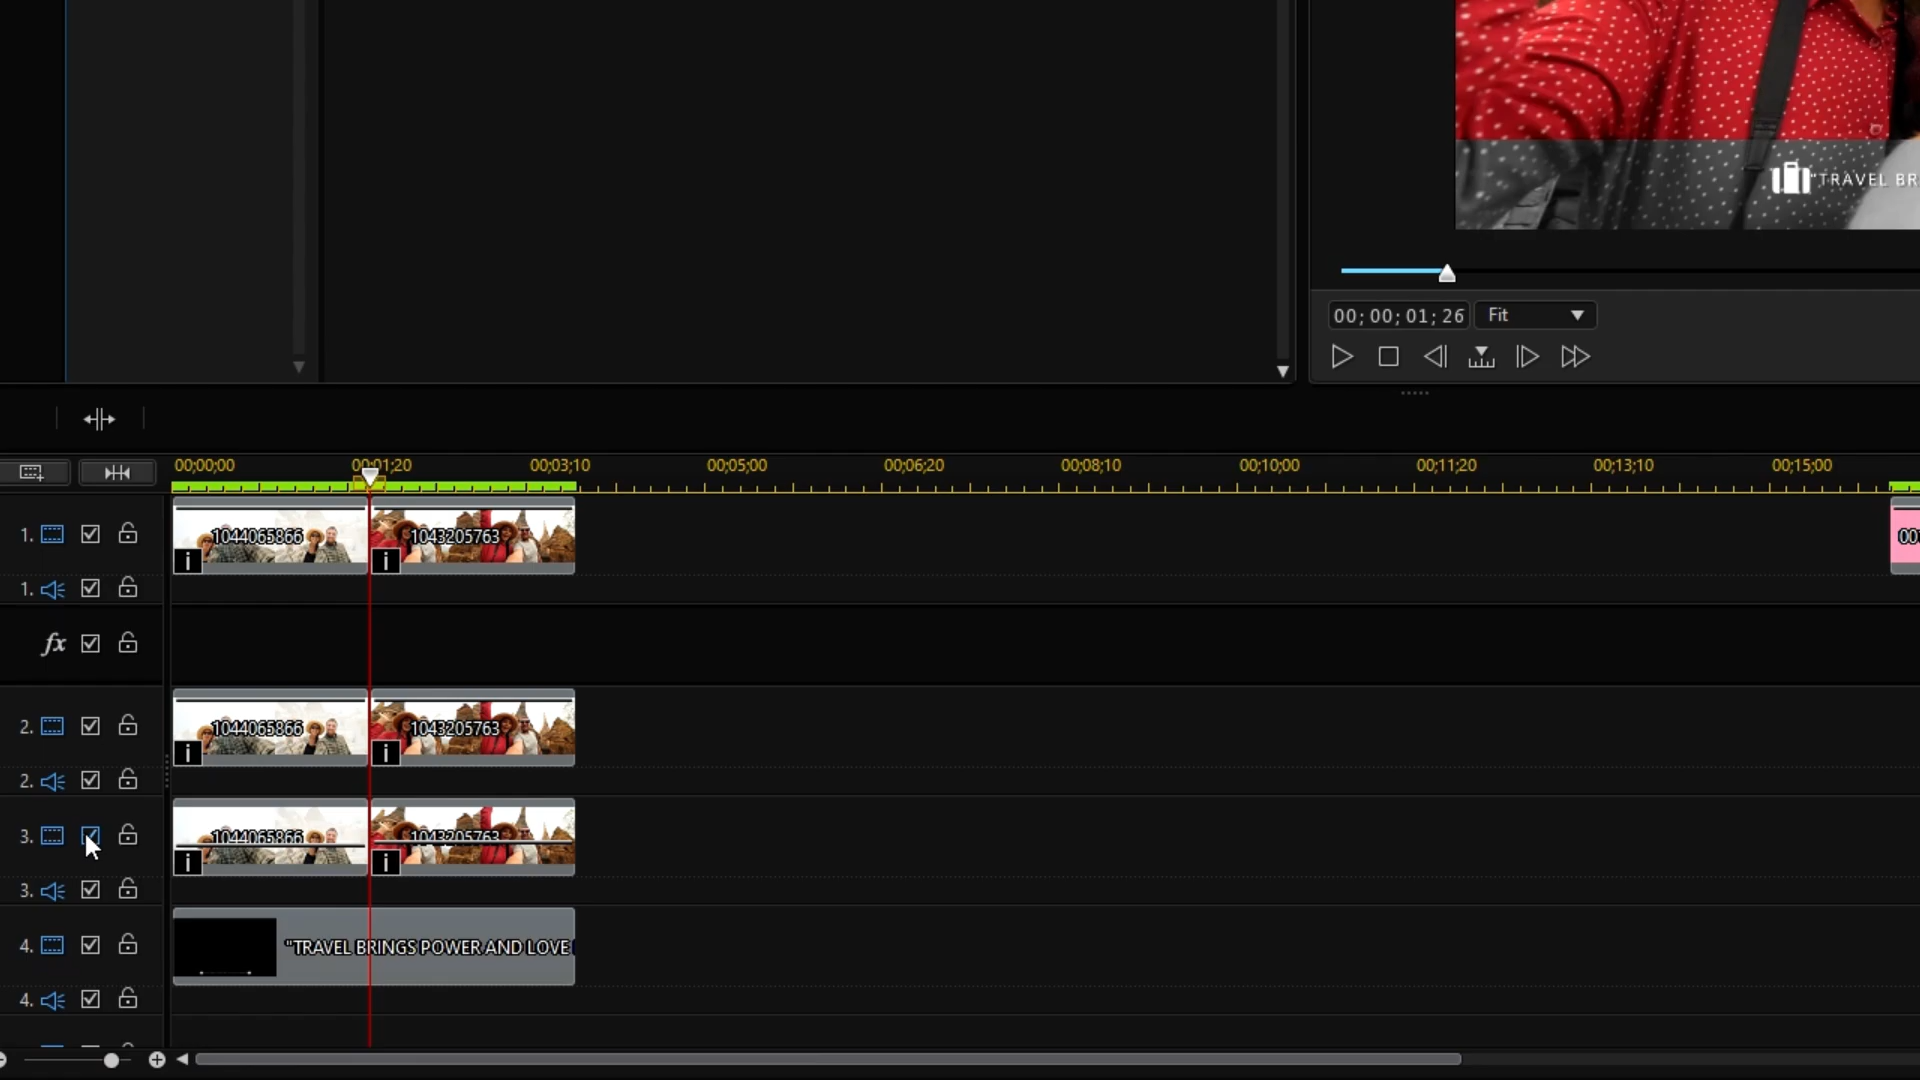 "TRAVEL BR
00; 00; 01; 26 Fit
00;00;00 00;01;20 00;03;10 00;05;00 00;06;20 00;08;10 00;10;00 00;11;20 00;13;10 00;15;00
1. 1044065866 1043205763 00
i i
1.
fx
2. 1044065866 1043205763
i i
2.
3. 1044065866 1043205763
i i
3.
4. "TRAVEL BRINGS POWER AND LOVE
4.